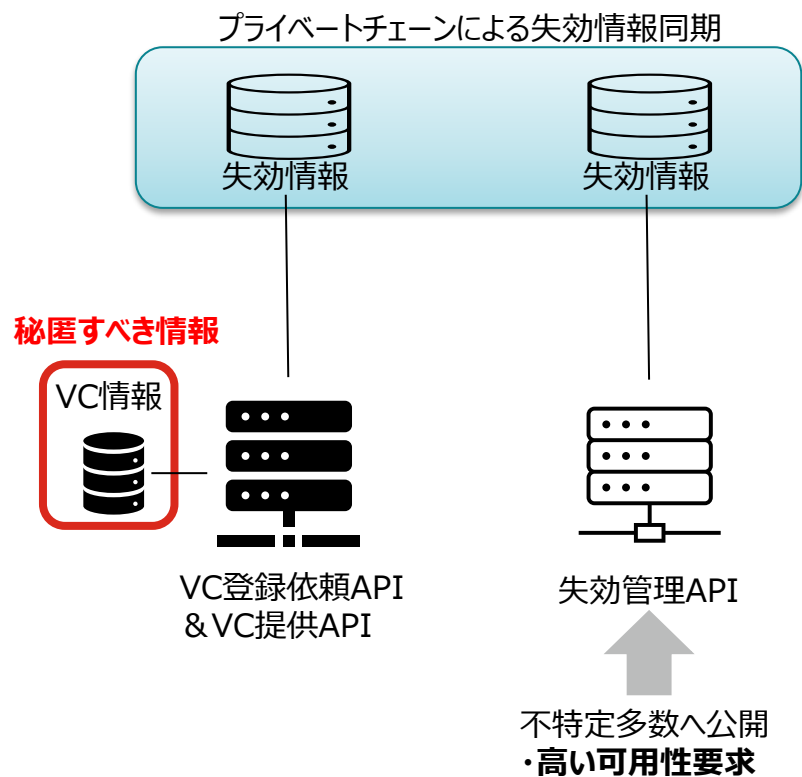 プライベートチェーンによる失効情報同期
失効情報
失効情報
秘匿すべき情報
VC情報
VC登録依頼API
＆VC提供API
失効管理API
不特定多数へ公開
・高い可用性要求